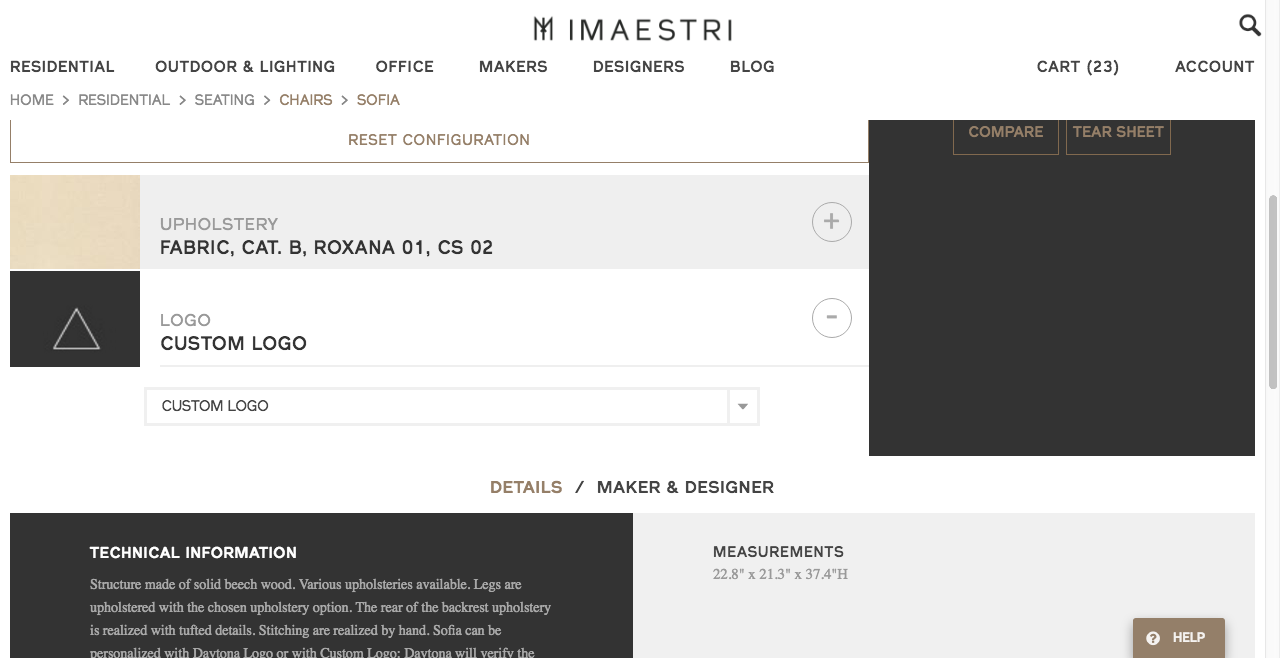 IMAESTRI
RESIDENTIAL OUTDOOR & LIGHTING OFFICE MAKERS DESIGNERS BLOG CART (23) ACCOUNT
HOME > RESIDENTIAL > SEATING > CHAIRS > SOFIA
RESET CONFIGURATION
COMPARE TEAR SHEET
UPHOLSTERY
FABRIC, CAT. B, ROXANA 01, CS 02
LOGO
CUSTOM LOGO
CUSTOM LOGO
DETAILS / MAKER & DESIGNER
TECHNICAL INFORMATION
Structure made of solid beech wood. Various upholsteries available. Legs are
upholstered with the chosen upholstery option. The rear of the backrest upholstery
is realized with tufted details. Stitching are realized by hand. Sofia can be
personalized with Daytona Logo or with Custom Logo: Daytona will verify the
MEASUREMENTS
22.8" x 21.3" x 37.4"H
HELP